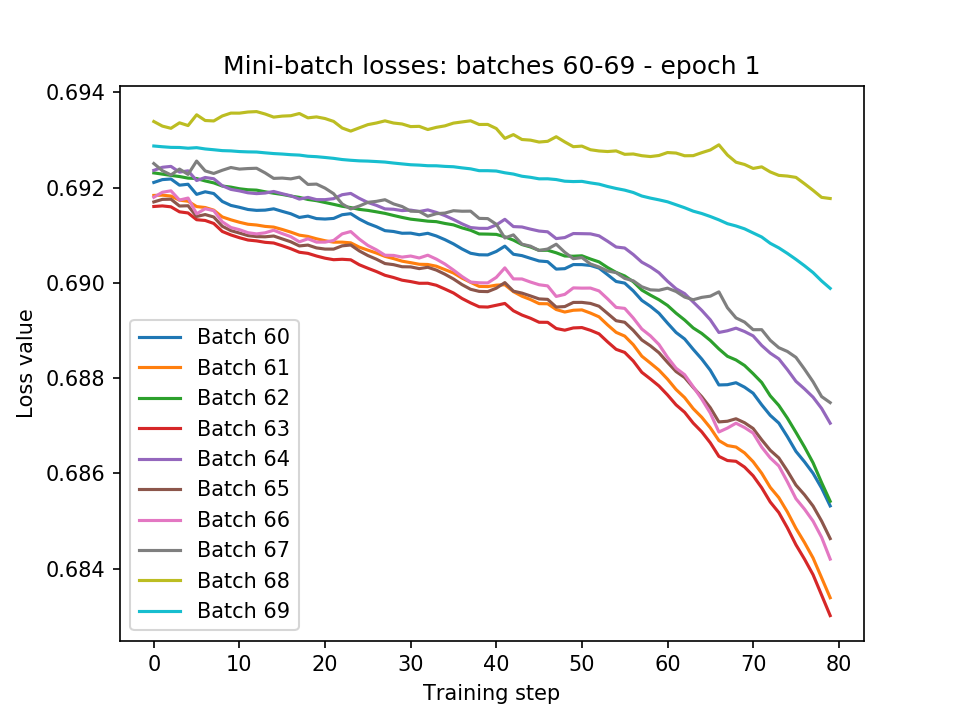 Mini-batch losses: batches 60-69 - epoch 1
0.694
0.692
0.690
0.688
0.686
0.684
Loss value
Batch 60
Batch 61
Batch 62
Batch 63
Batch 64
Batch 65
Batch 66
Batch 67
Batch 68
Batch 69
0 10 20 30 40 50 60 70 80
Training step